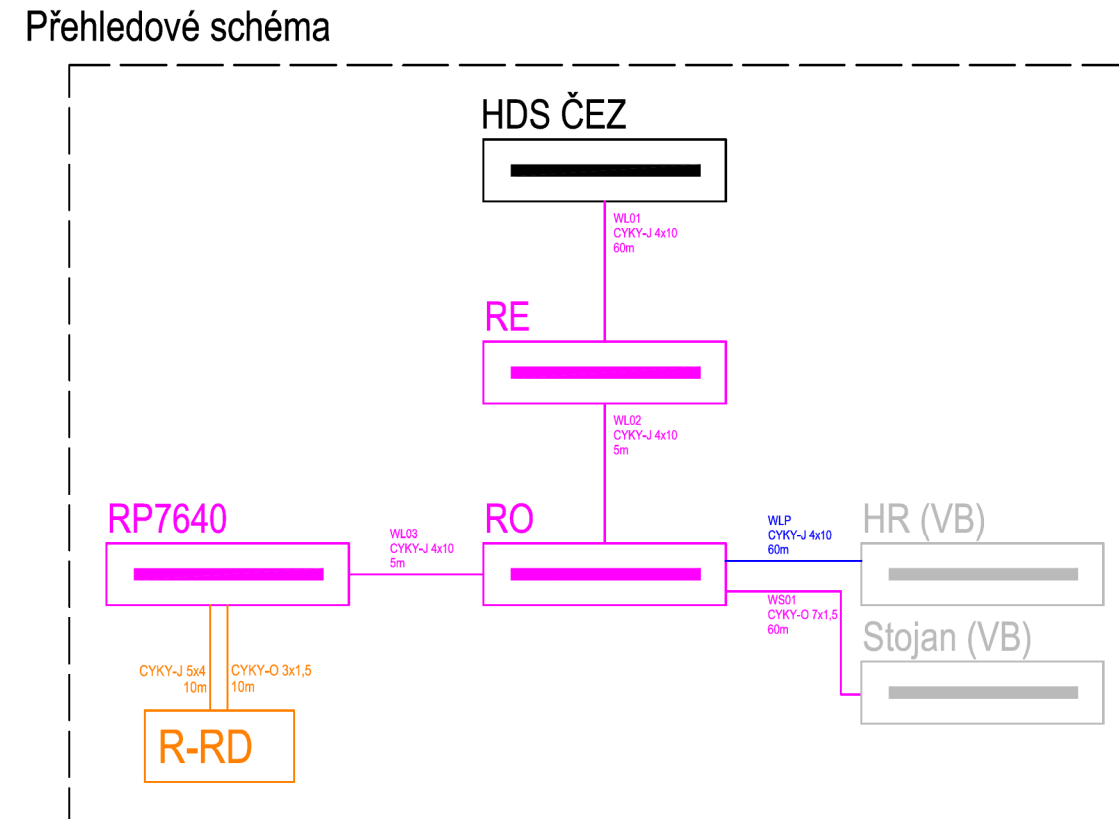 Přehledové schéma
HDS ČEZ
WL01
CYKY-J 4x10
60m
RE
WL02
CYKY-J 4x10
5m
RP7640
WL03
CYKY-J 4x10
5m
RO
WLP
CYKY-J 4x10
60m
HR (VB)
WS01
CYKY-O 7x1,5
60m
Stojan (VB)
CYKY-J 5x4
10m
CYKY-O 3x1,5
10m
R-RD